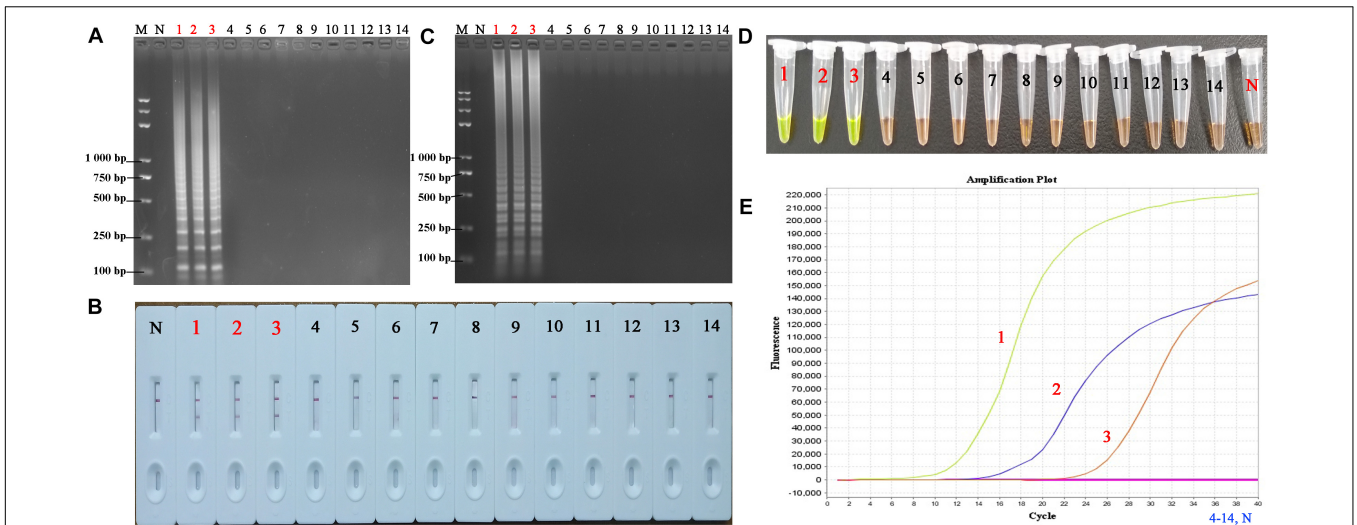 A
M N 1 2 3 4 5 6 7 8 9 10 11 12 13 14
1 000 bp
750 bp
500 bp
250 bp
100 bp
C
M N 1 2 3 4 5 6 7 8 9 10 11 12 13 14
1 000 bp
750 bp
500 bp
250 bp
100 bp
D
1 2 3 4 5 6 7 8 9 10 11 12 13 14 N
B
N 1 2 3 4 5 6 7 8 9 10 11 12 13 14
E
Amplification Plot
220,000
210,000
200,000
190,000
180,000
170,000
160,000
150,000
140,000
130,000
120,000
110,000
100,000
90,000
80,000
70,000
60,000
50,000
40,000
30,000
20,000
10,000
0
-10,000
Fluorescence
1
2
3
2 4 6 8 10 12 14 16 18 20 22 24 26 28 30 32 34 36 38 40
Cycle
4-14, N